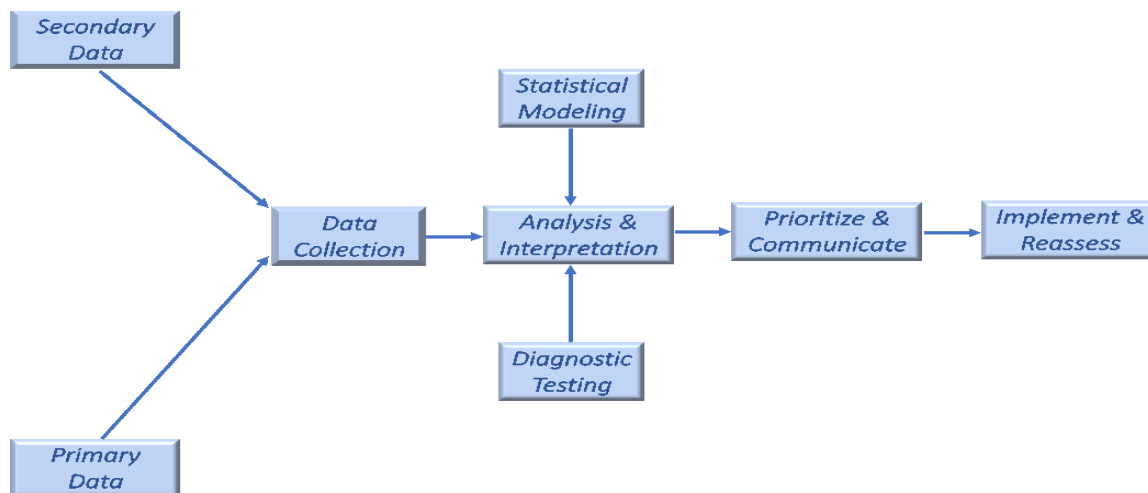 Secondary
Data
Statistical
Modeling
Data
Collection
Analysis &
Interpretation
Prioritize &
Communicate
Implement &
Reassess
Diagnostic
Testing
Primary
Data